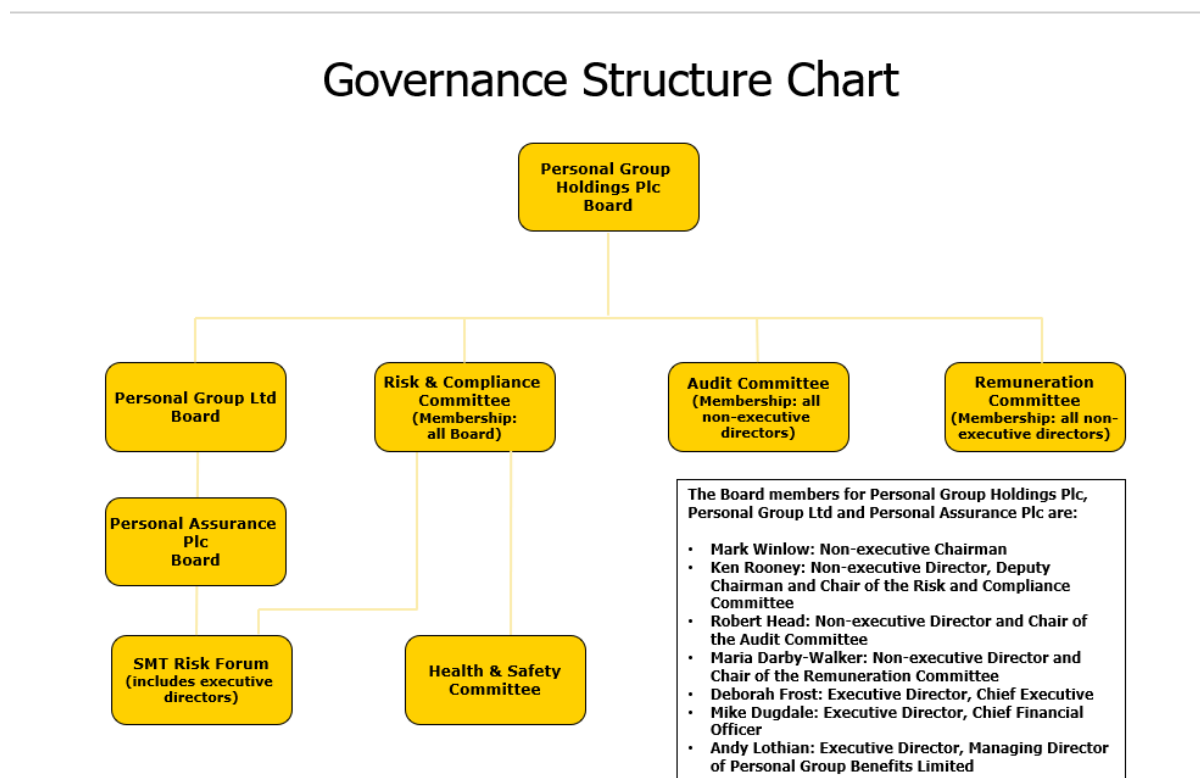 Governance Structure Chart
Personal Group
Holdings Plc
Board
Personal Group Ltd
Board
Risk & Compliance
Committee
(Membership:
all Board)
Audit Committee
(Membership: all
non-executive
directors)
Remuneration
Committee
(Membership: all non-
executive directors)
Personal Assurance
Plc
Board
SMT Risk Forum
(includes executive
directors)
Health & Safety
Committee
The Board members for Personal Group Holdings Plc,
Personal Group Ltd and Personal Assurance Plc are:
• Mark Winlow: Non-executive Chairman
• Ken Rooney: Non-executive Director, Deputy
Chairman and Chair of the Risk and Compliance
Committee
• Robert Head: Non-executive Director and Chair of
the Audit Committee
• Maria Darby-Walker: Non-executive Director and
Chair of the Remuneration Committee
• Deborah Frost: Executive Director, Chief Executive
• Mike Dugdale: Executive Director, Chief Financial
Officer
• Andy Lothian: Executive Director, Managing Director
of Personal Group Benefits Limited